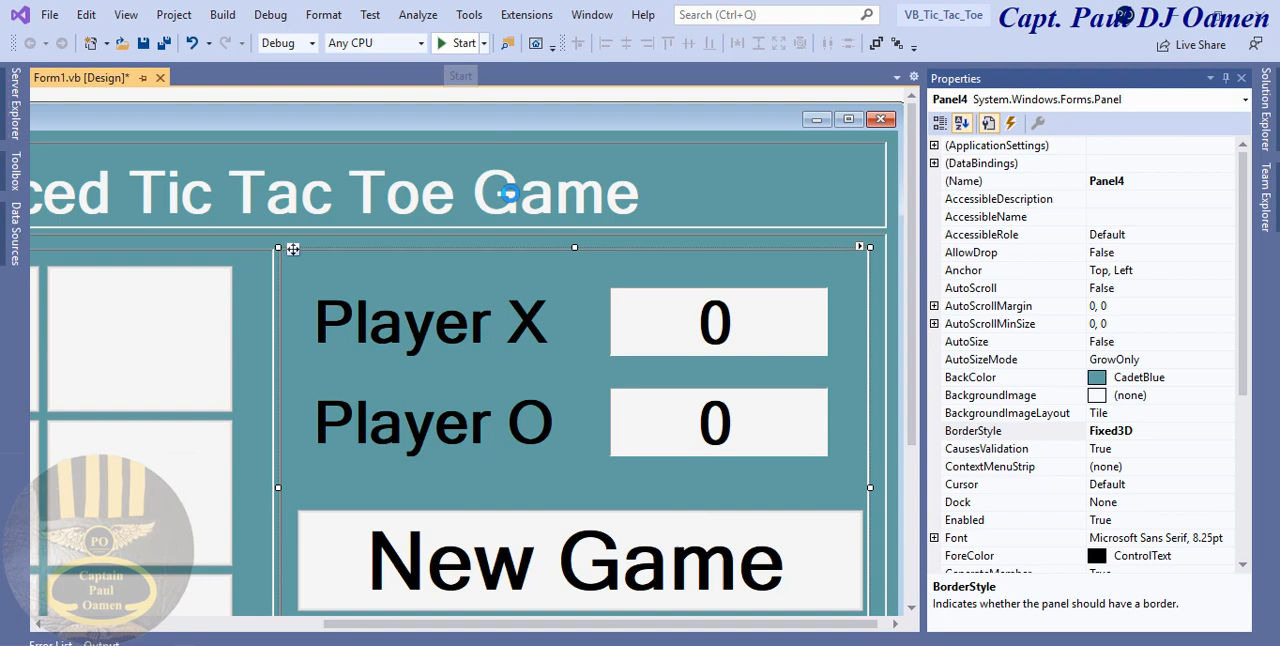 File Edit View Project Build Debug Format Test Analyze Tools Extensions Window Help Search (Ctrl+Q) VB_Tic_Tac_Toe
Capt. Paul DJ Oamen
Debug Any CPU Start Live Share
Form1.vb [Design]* Start
Properties
Server Explorer
Toolbox
Data Sources
Solution Explorer
Team Explorer
ced Tic Tac Toe Game
Player X 0
Player O 0
New Game
PO
Captain
Paul
Oamen
Panel4 System.Windows.Forms.Panel
(ApplicationSettings)
(DataBindings)
(Name) Panel4
AccessibleDescription
AccessibleName
AccessibleRole Default
AllowDrop False
Anchor Top, Left
AutoScroll False
AutoScrollMargin 0, 0
AutoScrollMinSize 0, 0
AutoSize False
AutoSizeMode GrowOnly
BackColor CadetBlue
BackgroundImage (none)
BackgroundImageLayout Tile
BorderStyle Fixed3D
CausesValidation True
ContextMenuStrip (none)
Cursor Default
Dock None
Enabled True
Font Microsoft Sans Serif, 8.25pt
ForeColor ControlText
GenerateMember True
BorderStyle
Indicates whether the panel should have a border.
Error List Output